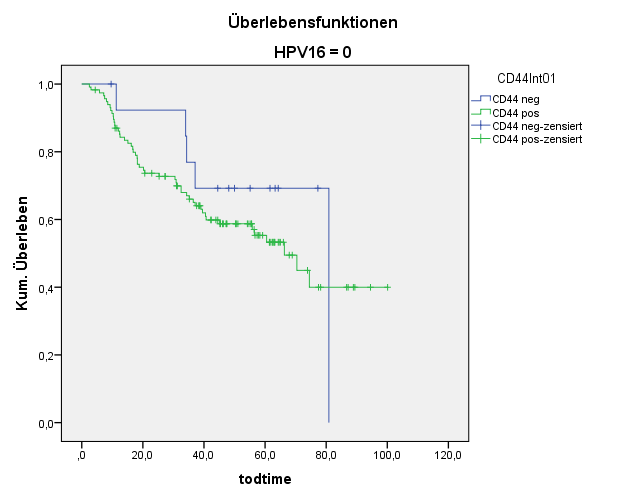 Überlebensfunktionen
HPV16 = 0
CD44Int01
CD44 neg
CD44 pos
CD44 neg-zensiert
CD44 pos-zensiert
Kum. Überleben
1,0
0,8
0,6
0,4
0,2
0,0
,0 20,0 40,0 60,0 80,0 100,0 120,0
todtime